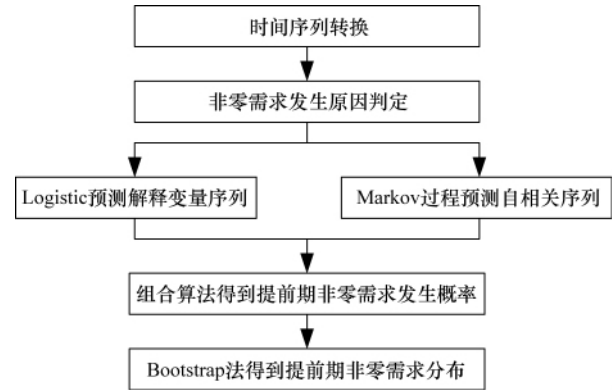 时间序列转换
非零需求发生原因判定
Logistic预测解释变量序列
Markov过程预测自相关序列
组合算法得到提前期非零需求发生概率
Bootstrap法得到提前期非零需求分布